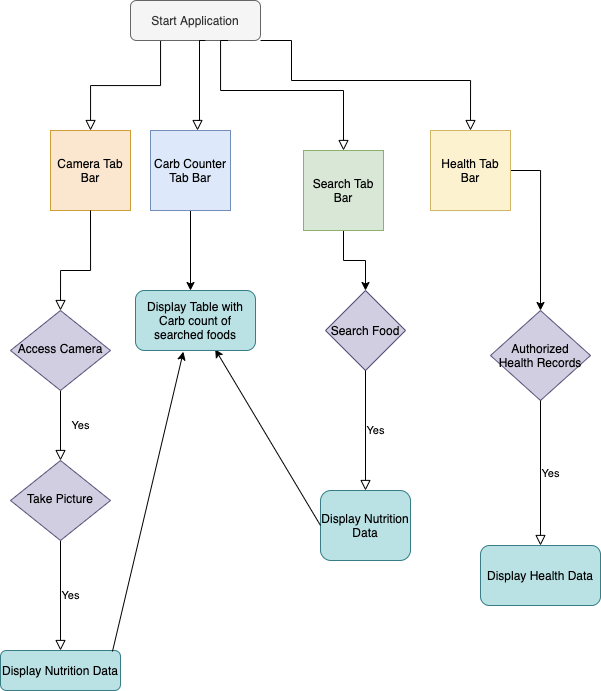 Start Application
Camera Tab
Bar
Carb Counter
Tab Bar
Search Tab
Bar
Health Tab
Bar
Display Table with
Carb count of
searched foods
Access Camera
Search Food
Authorized
Health Records
Yes
Yes
Yes
Take Picture
Display Nutrition
Data
Display Health Data
Yes
Display Nutrition Data